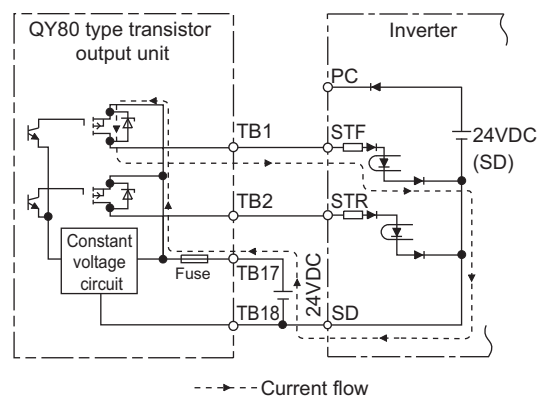 QY80 type transistor
output unit
Inverter
PC
TB1
STF
24VDC
(SD)
TB2
STR
Constant
voltage
circuit
Fuse
TB17
24VDC
TB18
SD
Current flow